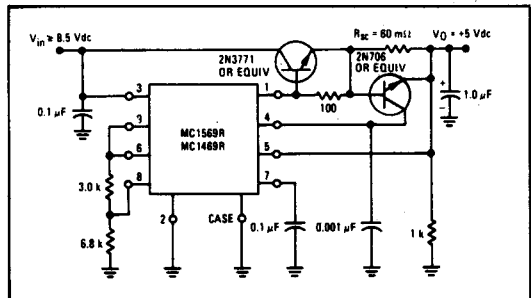 Vin ≥ 8.5 Vdc
RSC = 60 mΩ
VO = +5 Vdc
2N3771
OR EQUIV
2N706
OR EQUIV
3
1
100
+
1.0 µF
−
0.1 µF
MC1569R
MC1469R
4
9
6
5
3.0 k
8
7
2
CASE
0.1 µF
0.001 µF
1 k
6.8 k